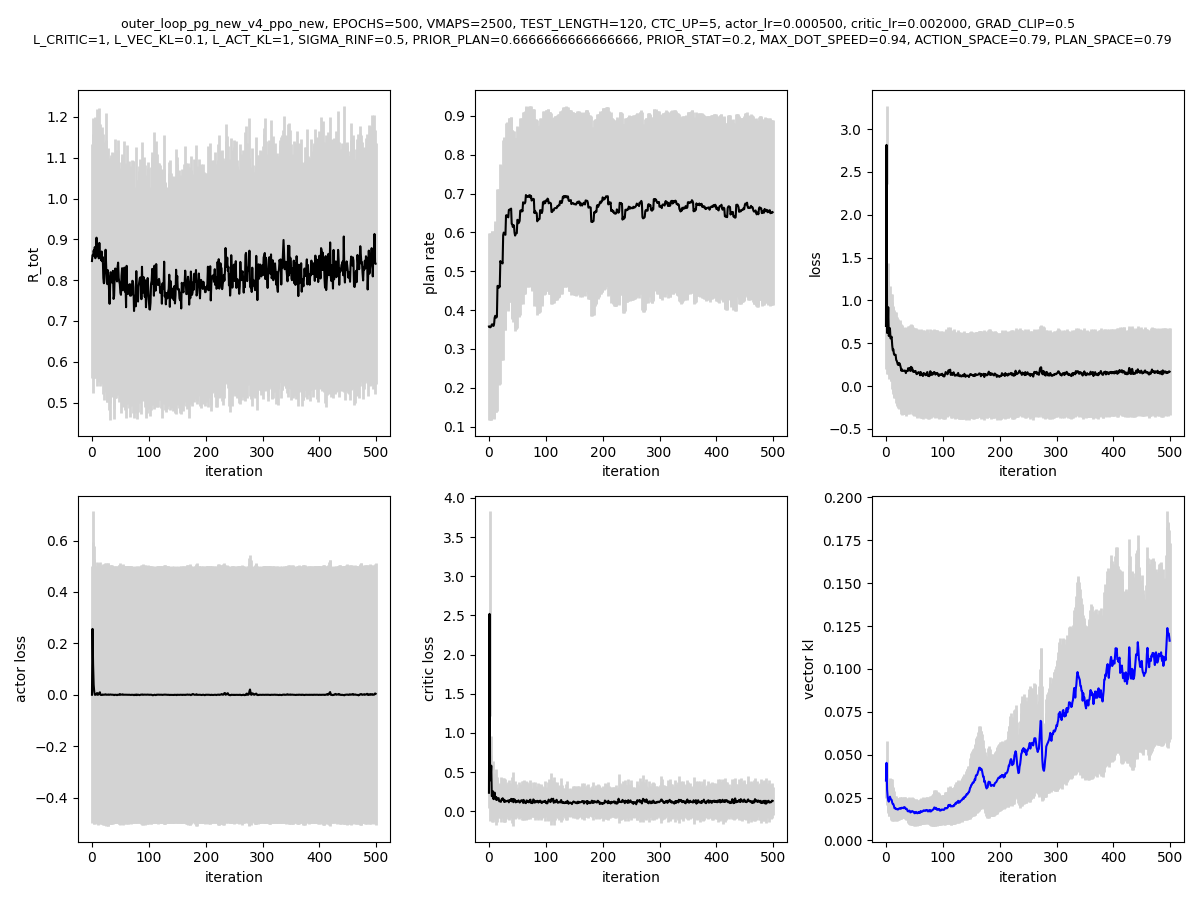 outer_loop_pg_new_v4_ppo_new, EPOCHS=500, VMAPS=2500, TEST_LENGTH=120, CTC_UP=5, actor_lr=0.000500, critic_lr=0.002000, GRAD_CLIP=0.5
L_CRITIC=1, L_VEC_KL=0.1, L_ACT_KL=1, SIGMA_RINF=0.5, PRIOR_PLAN=0.6666666666666666, PRIOR_STAT=0.2, MAX_DOT_SPEED=0.94, ACTION_SPACE=0.79, PLAN_SPACE=0.79
R_tot
1.2
1.1
1.0
0.9
0.8
0.7
0.6
0.5
0 100 200 300 400 500
iteration
plan rate
0.9
0.8
0.7
0.6
0.5
0.4
0.3
0.2
0.1
0 100 200 300 400 500
iteration
loss
3.0
2.5
2.0
1.5
1.0
0.5
0.0
−0.5
0 100 200 300 400 500
iteration
actor loss
0.6
0.4
0.2
0.0
−0.2
−0.4
0 100 200 300 400 500
iteration
critic loss
4.0
3.5
3.0
2.5
2.0
1.5
1.0
0.5
0.0
0 100 200 300 400 500
iteration
vector kl
0.200
0.175
0.150
0.125
0.100
0.075
0.050
0.025
0.000
0 100 200 300 400 500
iteration